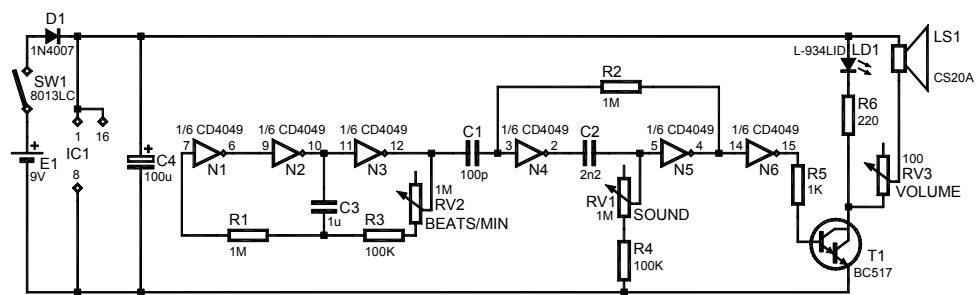 D1
1N4007
SW1
8013LC
1
16
IC1
8
E1
9V
+
C4
100u
+
1/6 CD4049
7
6
N1
1/6 CD4049
9
10
N2
1/6 CD4049
11
12
N3
C3
1u
R1
1M
R3
100K
1M
RV2
BEATS/MIN
C1
100p
R2
1M
1/6 CD4049
3
2
N4
C2
2n2
RV1
1M
SOUND
R4
100K
1/6 CD4049
5
4
N5
1/6 CD4049
14
15
N6
R5
1K
L-934LID
LD1
R6
220
LS1
CS20A
100
RV3
VOLUME
T1
BC517